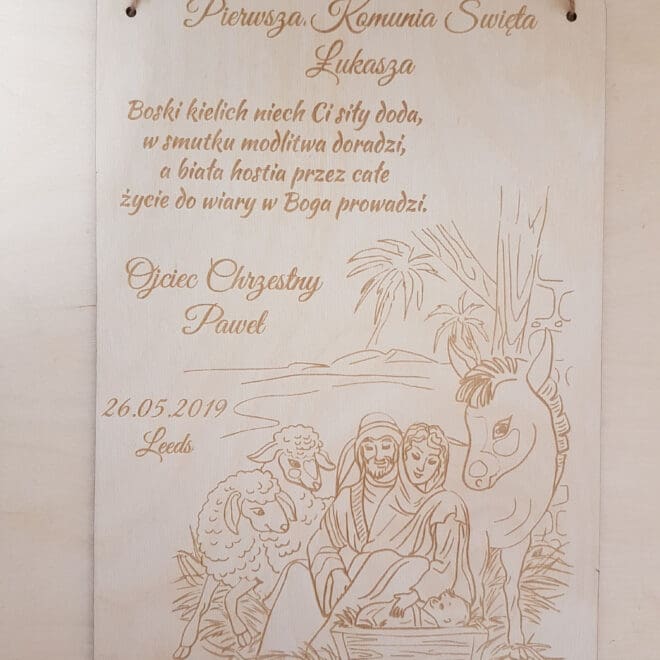 Pierwsza Komunia Święta
Łukasza
Boski kielich niech Ci siły doda,
w smutku modlitwa doradzi,
a biała hostia przez całe
życie do wiary w Boga prowadzi.
Ojciec Chrzestny
Paweł
26.05.2019
Leeds